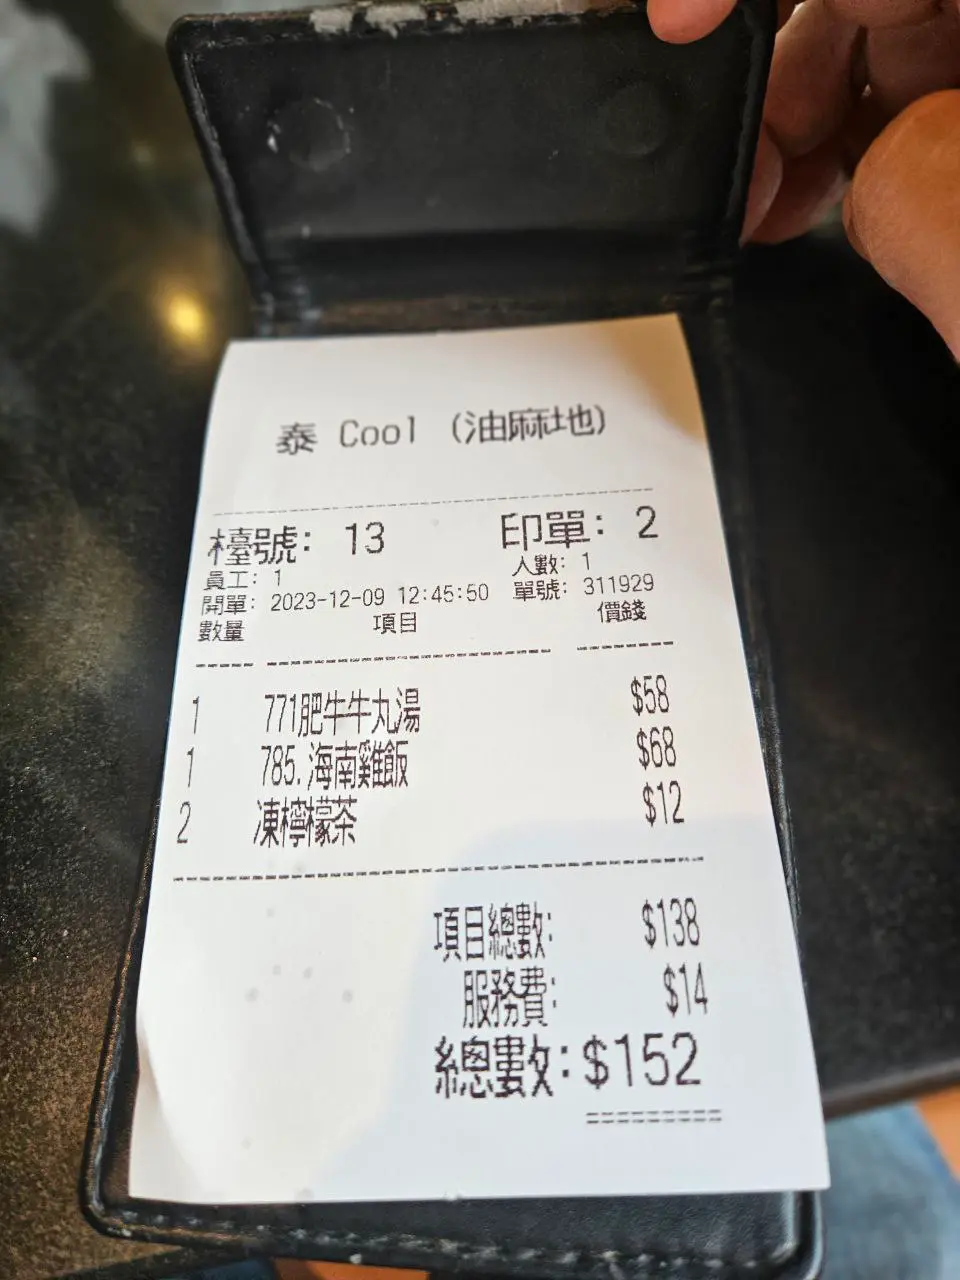 泰 Cool (油麻地)
檯號: 13 印單: 2
員工: 1 人數: 1
開單: 2023-12-09 12:45:50 單號: 311929
數量 項目 價錢
1 771肥牛牛丸湯 $58
1 785. 海南雞飯 $68
2 凍檸檬茶 $12
項目總數: $138
服務費: $14
總數: $152